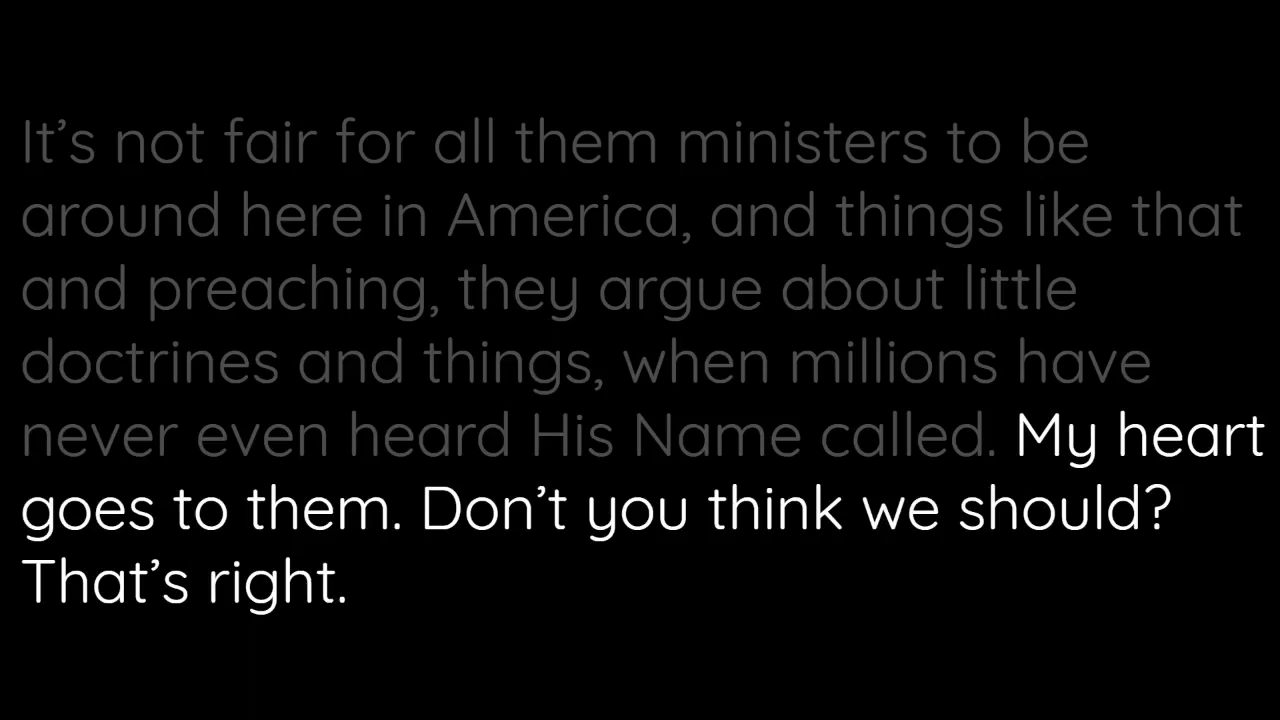 It’s not fair for all them ministers to be
around here in America, and things like that
and preaching, they argue about little
doctrines and things, when millions have
never even heard His Name called. My heart
goes to them. Don’t you think we should?
That’s right.